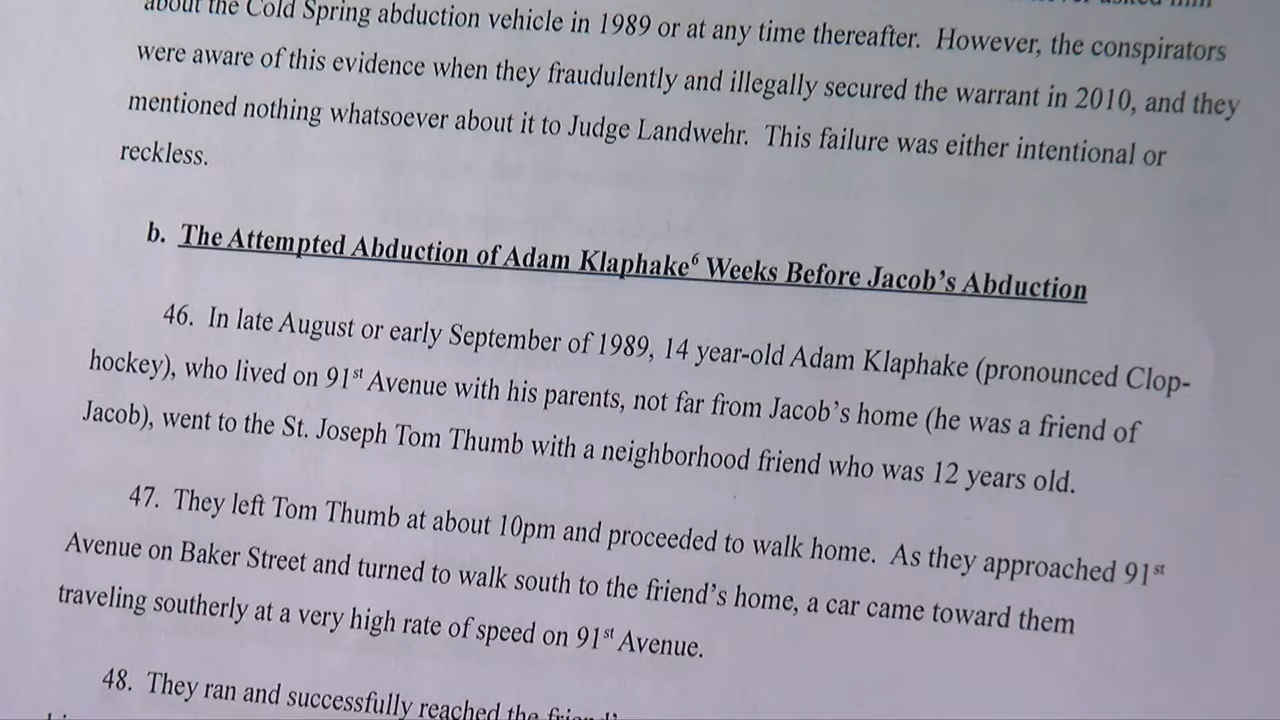 about the Cold Spring abduction vehicle in 1989 or at any time thereafter. However, the conspirators
were aware of this evidence when they fraudulently and illegally secured the warrant in 2010, and they
mentioned nothing whatsoever about it to Judge Landwehr. This failure was either intentional or
reckless.
b. The Attempted Abduction of Adam Klaphake⁶ Weeks Before Jacob's Abduction
46. In late August or early September of 1989, 14 year-old Adam Klaphake (pronounced Clop-
hockey), who lived on 91st Avenue with his parents, not far from Jacob's home (he was a friend of
Jacob), went to the St. Joseph Tom Thumb with a neighborhood friend who was 12 years old.
47. They left Tom Thumb at about 10pm and proceeded to walk home. As they approached 91st
Avenue on Baker Street and turned to walk south to the friend's home, a car came toward them
traveling southerly at a very high rate of speed on 91st Avenue.
48. They ran and successfully reached the